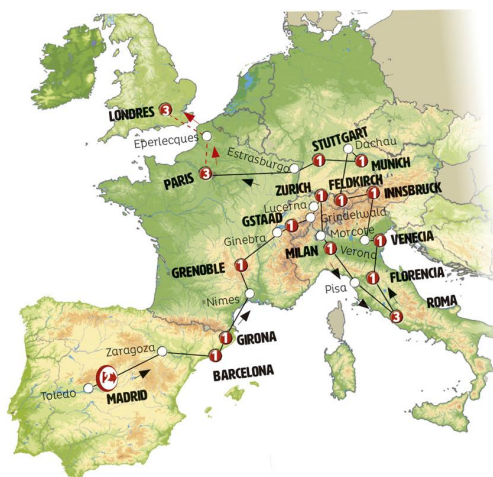 LONDRES
3
Eperlecques
STUTTGART
Dachau
Estrasburgo
1
1
MUNICH
PARIS
3
ZURICH
FELDKIRCH
1
1
1
INNSBRUCK
Lucerna
GSTAAD
1
Grindelwald
Ginebra
Morcote
1
VENECIA
MILAN
1
Verona
GRENOBLE
1
1
FLORENCIA
Pisa
ROMA
3
Nimes
1
GIRONA
Zaragoza
1
BARCELONA
2
MADRID
Toledo